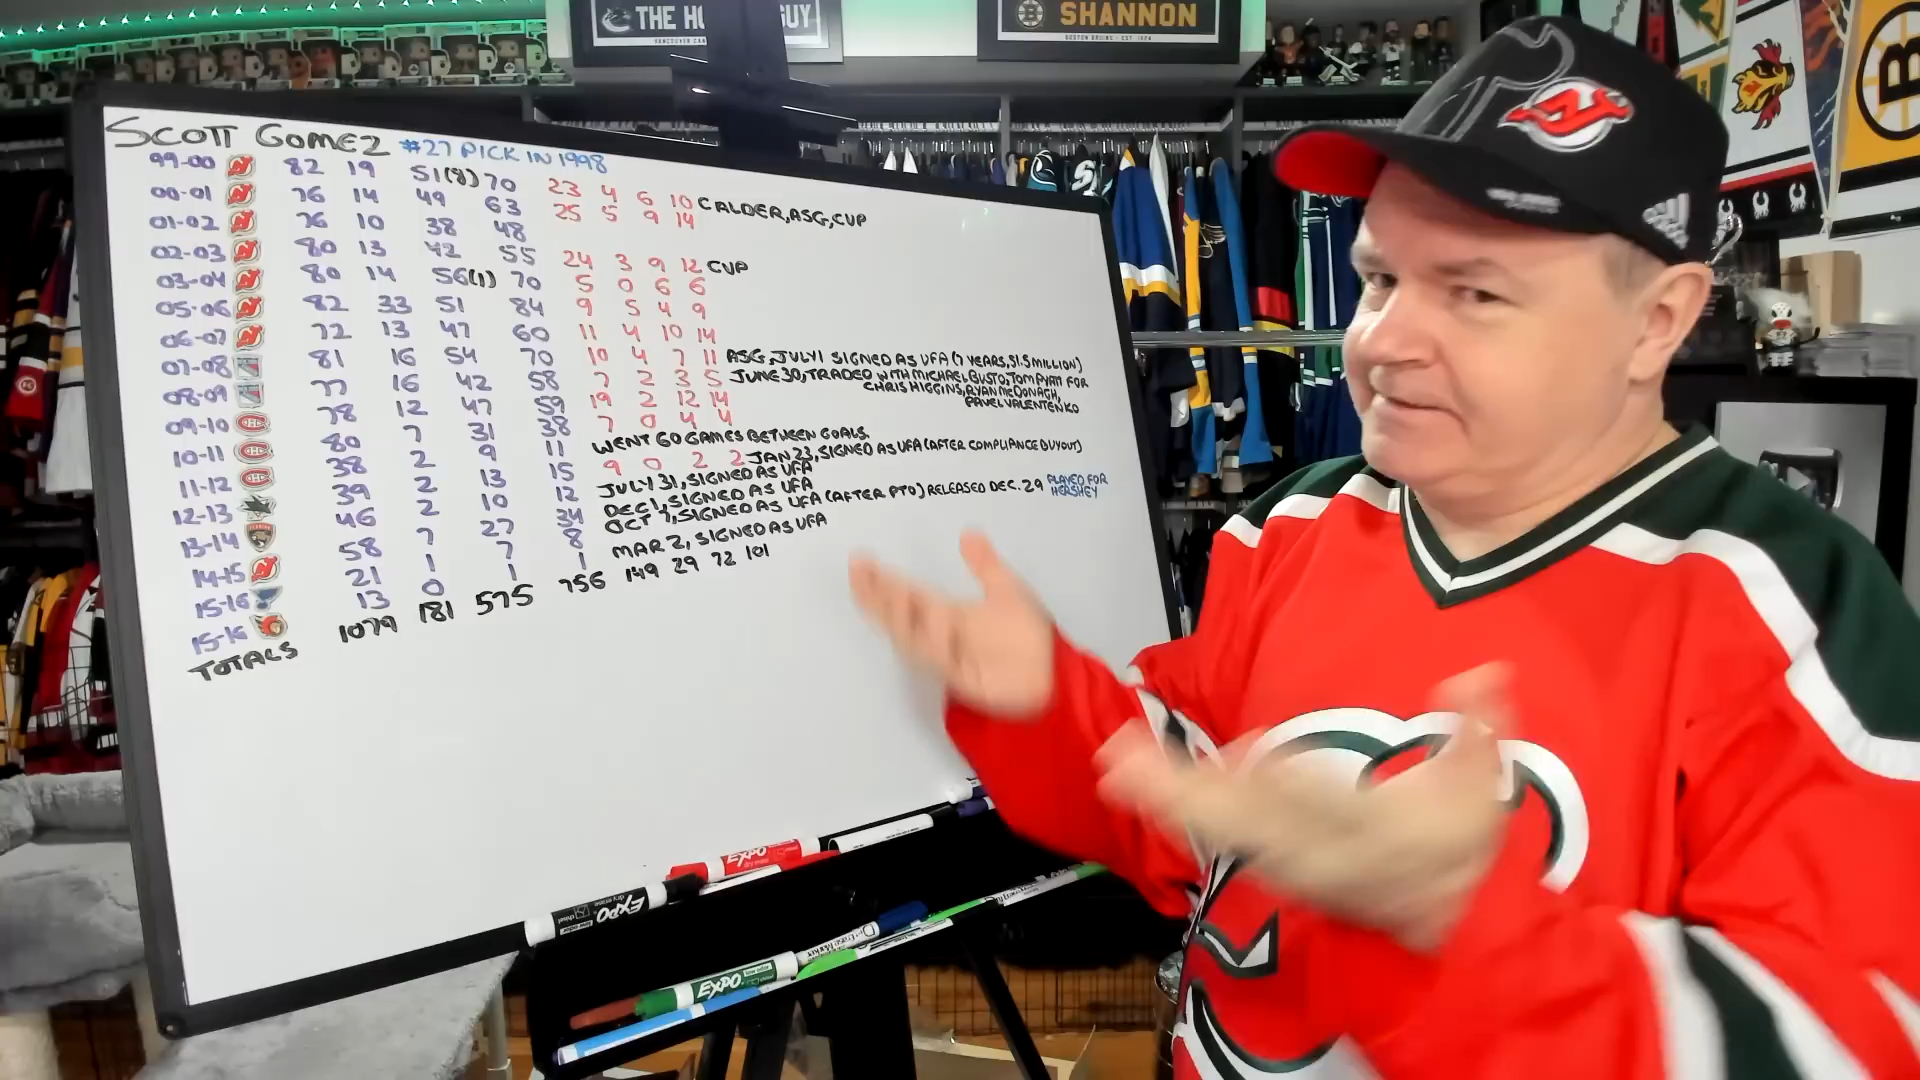 THE HO GUY
VANCOUVER CAN
SHANNON
BOSTON BRUINS - EST. 1924
SCOTT GOMEZ #27 PICK IN 1998
99-00 82 19 51(8) 70 23 4 6 10 CALDER, ASG, CUP
00-01 76 14 49 63 25 5 9 14
01-02 76 10 38 48
02-03 80 13 42 55 24 3 9 12 CUP
03-04 80 14 56(1) 70 5 0 6 6
05-06 82 33 51 84 9 5 4 9
06-07 72 13 47 60 11 4 10 14
07-08 81 16 54 70 10 4 7 11 ASG, JULY 1 SIGNED AS UFA (7 YEARS, 51.5 MILLION)
08-09 77 16 42 58 7 2 3 5 JUNE 30, TRADED WITH MICHAEL BUSTO, TOM PYATT FOR
CHRIS HIGGINS, RYAN McDONAGH,
PAVEL VALENTENKO
09-10 78 12 47 59 19 2 12 14
10-11 80 7 31 38 7 0 4 4
11-12 38 2 9 11 WENT 60 GAMES BETWEEN GOALS.
12-13 39 2 13 15 9 0 2 2 JAN 23, SIGNED AS UFA (AFTER COMPLIANCE BUYOUT)
13-14 46 2 10 12 JULY 31, SIGNED AS UFA
14-15 58 7 27 34 DEC 1, SIGNED AS UFA
15-16 21 1 7 8 OCT 7, SIGNED AS UFA (AFTER PTO) RELEASED DEC. 29 PLAYED FOR
HERSHEY
15-16 13 0 1 1 MAR 2, SIGNED AS UFA
TOTALS 1079 181 575 756 149 29 72 101
EXPO
EXPO
EXPO